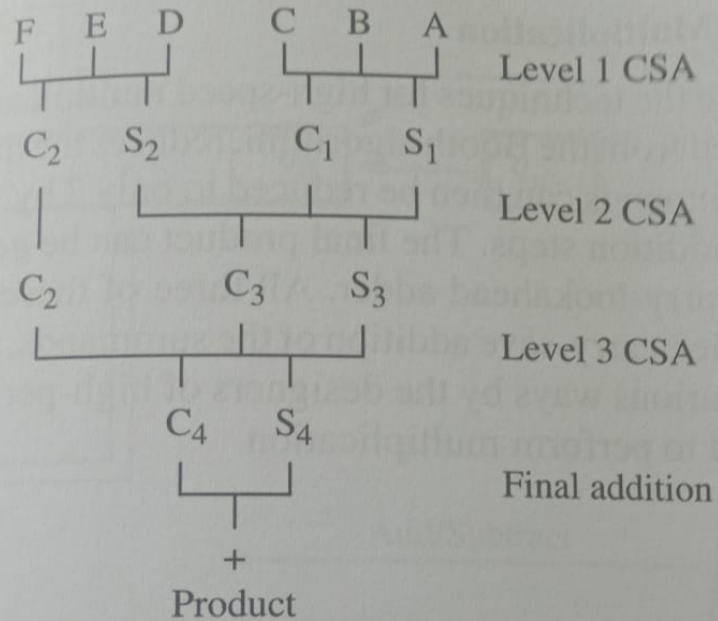 F E D C B A
Level 1 CSA
C₂ S₂ C₁ S₁
Level 2 CSA
C₂ C₃ S₃
Level 3 CSA
C₄ S₄
Final addition
+
Product